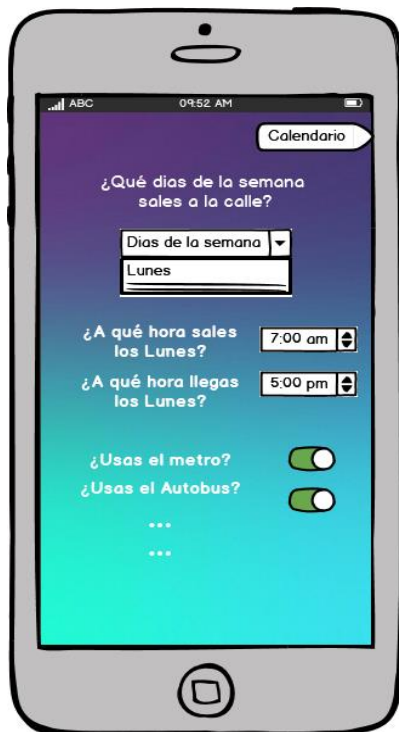 ABC 09:52 AM
Calendario
¿Qué dias de la semana
sales a la calle?
Dias de la semana
Lunes
¿A qué hora sales
los Lunes?
7:00 am
¿A qué hora llegas
los Lunes?
5:00 pm
¿Usas el metro?
¿Usas el Autobus?
...
...